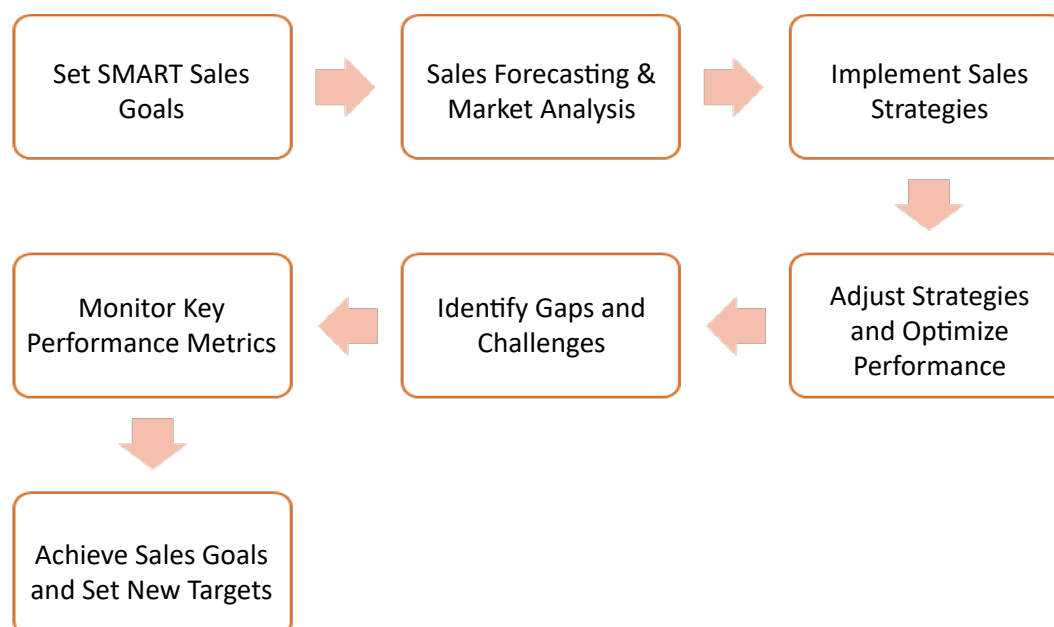 Set SMART Sales
Goals
Sales Forecasting &
Market Analysis
Implement Sales
Strategies
Adjust Strategies
and Optimize
Performance
Identify Gaps and
Challenges
Monitor Key
Performance Metrics
Achieve Sales Goals
and Set New Targets